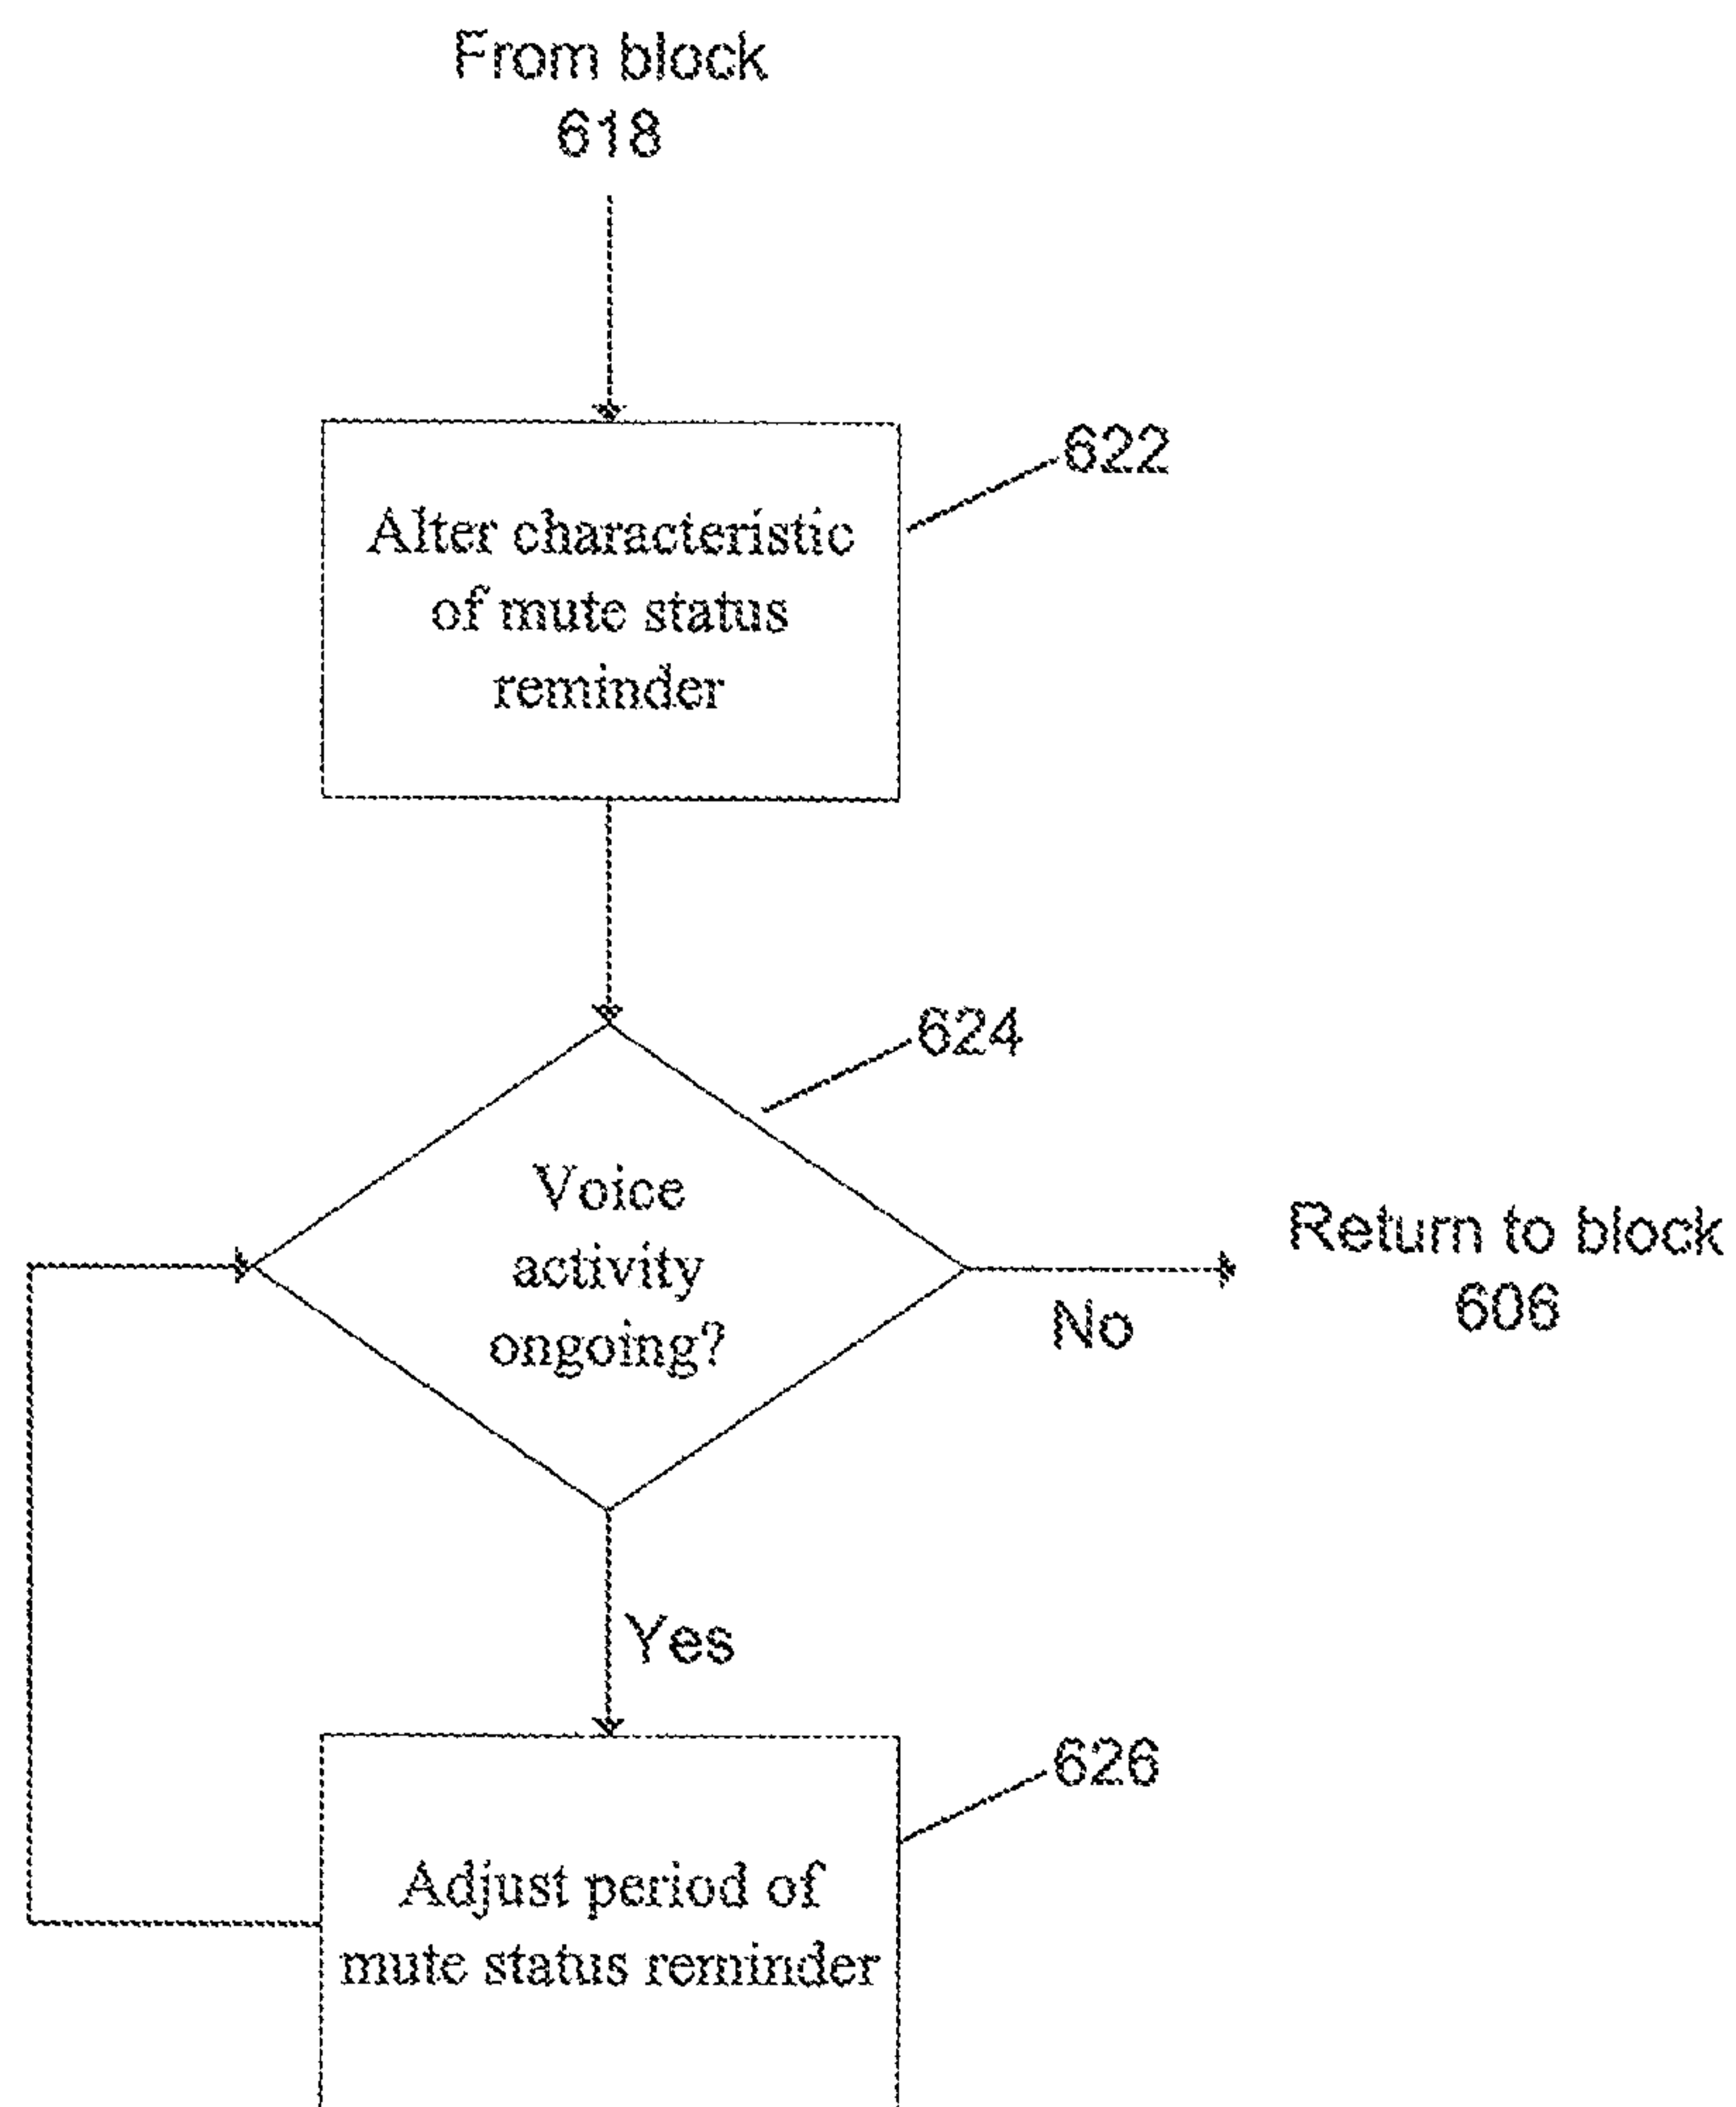 From block
618
622
Alter characteristic
of mute status
reminder
624
Voice
activity
ongoing?
Return to block
606
No
Yes
626
Adjust period of
mute status reminder